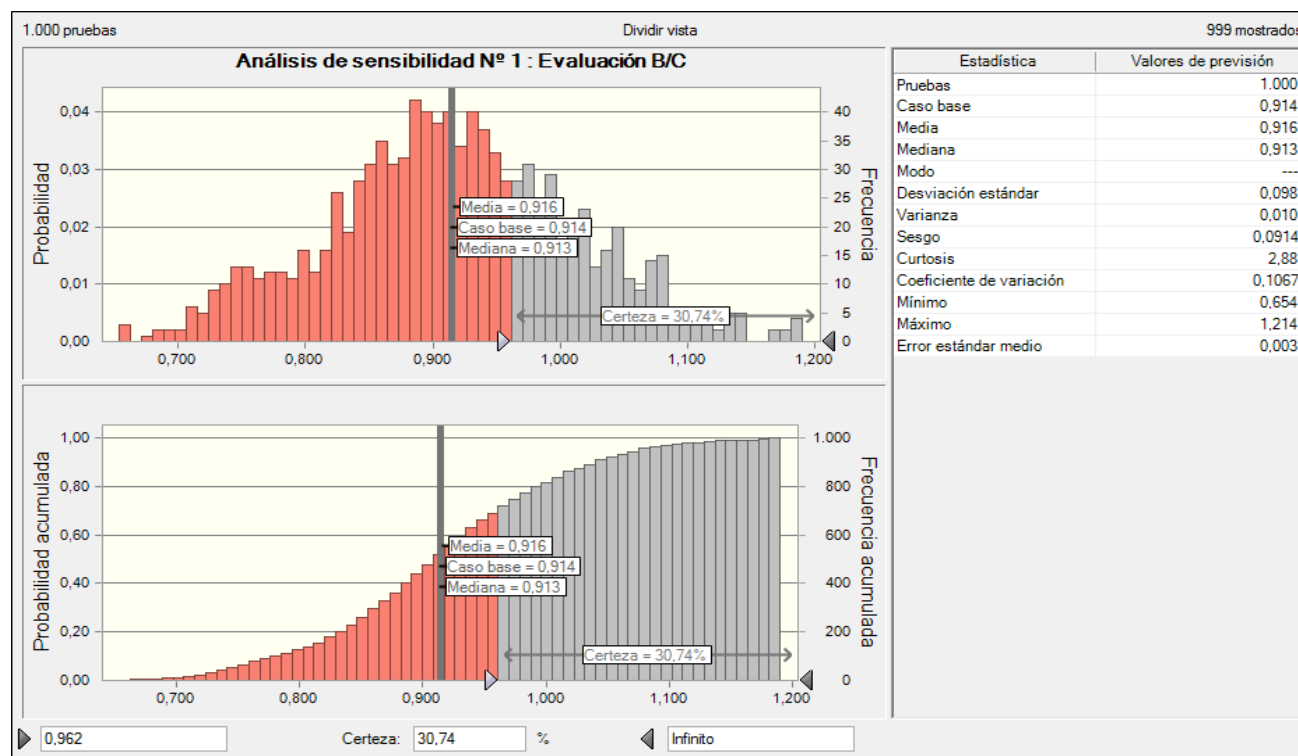 1.000 pruebas Dividir vista 999 mostrados
Análisis de sensibilidad Nº 1 : Evaluación B/C
Probabilidad
0,04
0,03
0,02
0,01
0,00
40
35
30
25
20
15
10
5
0
Frecuencia
Media = 0,916
Caso base = 0,914
Mediana = 0,913
Certeza = 30,74%
0,700 0,800 0,900 1,000 1,100 1,200
Probabilidad acumulada
1,00
0,80
0,60
0,40
0,20
0,00
1.000
800
600
400
200
0
Frecuencia acumulada
Media = 0,916
Caso base = 0,914
Mediana = 0,913
Certeza = 30,74%
0,700 0,800 0,900 1,000 1,100 1,200
Estadística Valores de previsión
Pruebas 1.000
Caso base 0,914
Media 0,916
Mediana 0,913
Modo ---
Desviación estándar 0,098
Varianza 0,010
Sesgo 0,0914
Curtosis 2,88
Coeficiente de variación 0,1067
Mínimo 0,654
Máximo 1,214
Error estándar medio 0,003
0,962 Certeza: 30,74 % Infinito